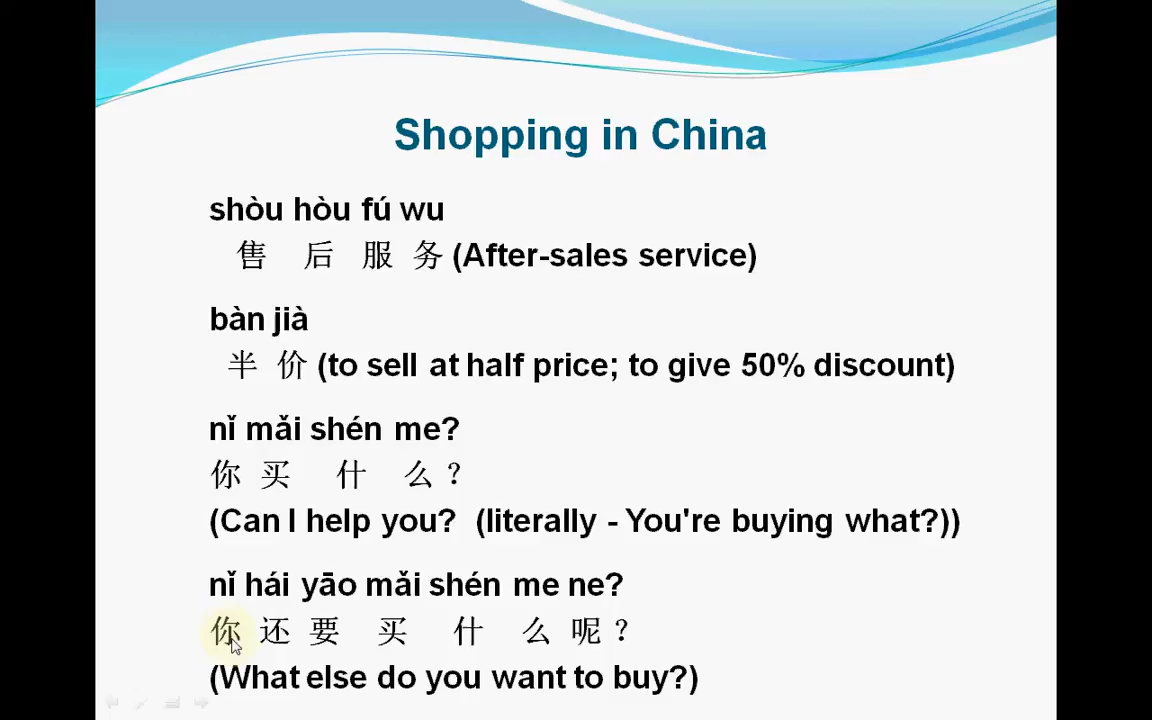 Shopping in China
shòu hòu fú wu
售 后 服 务 (After-sales service)
bàn jià
半 价 (to sell at half price; to give 50% discount)
nǐ mǎi shén me?
你 买 什 么？
(Can I help you? (literally - You're buying what?))
nǐ hái yāo mǎi shén me ne?
你 还 要 买 什 么 呢？
(What else do you want to buy?)